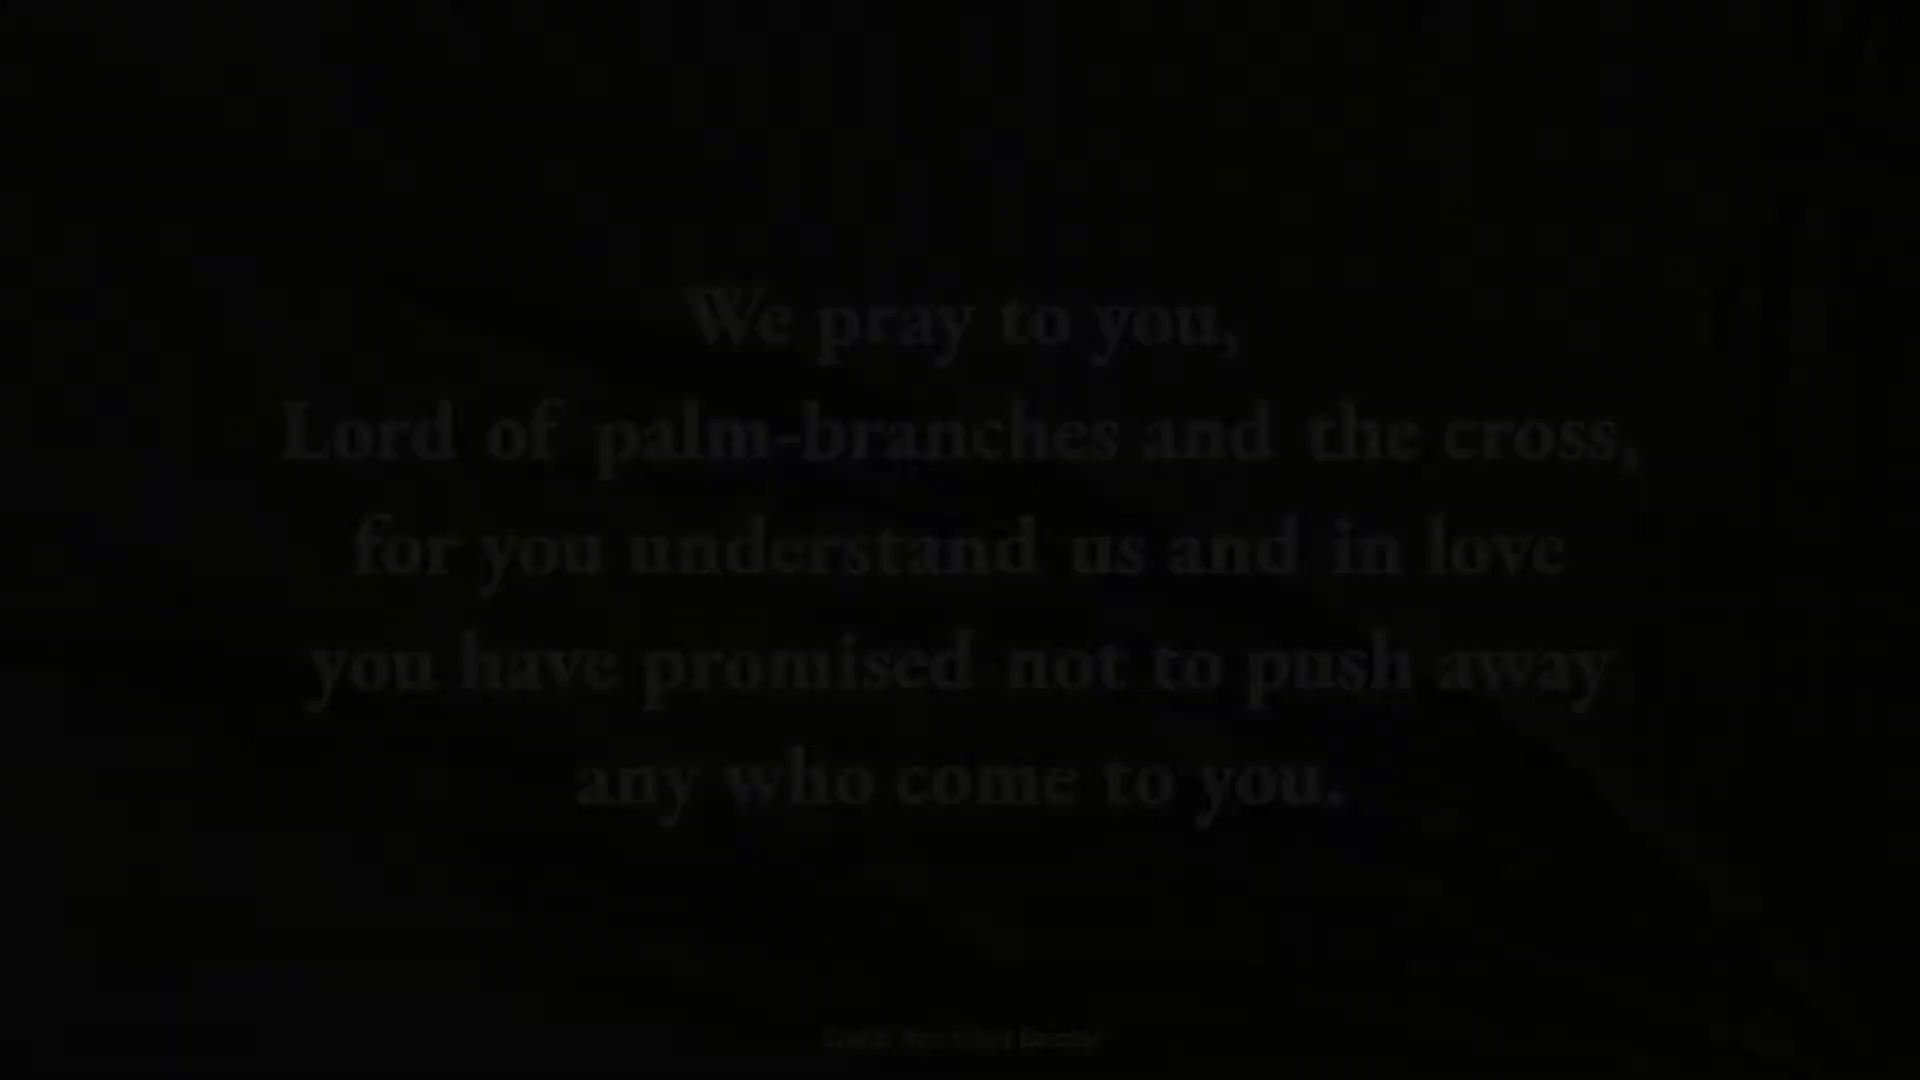 We pray to you,
Lord of palm-branches and the cross,
for you understand us and in love
you have promised not to push away
any who come to you.